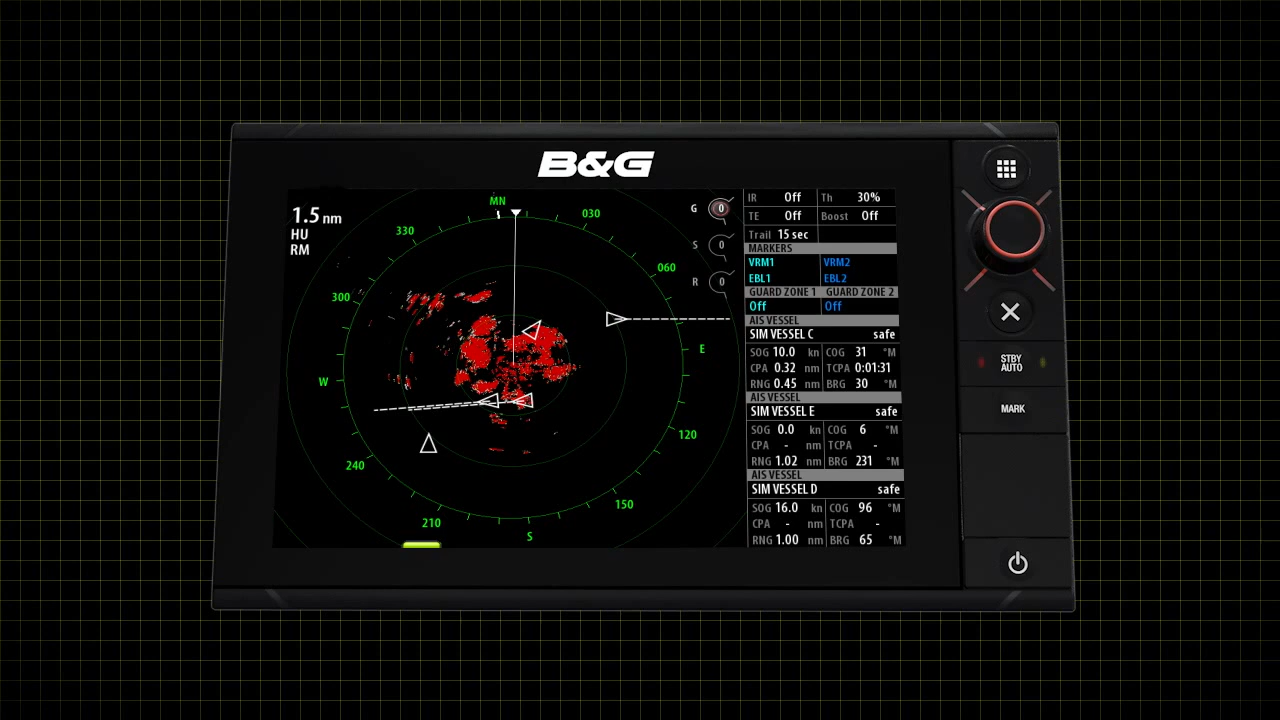 B&G
1.5 nm
HU
RM
MN
030
060
E
120
150
S
210
240
W
300
330
G 0
S 0
R 0
IR Off Th 30%
TE Off Boost Off
Trail 15 sec
MARKERS
VRM1 VRM2
EBL1 EBL2
GUARD ZONE 1 GUARD ZONE 2
Off Off
AIS VESSEL
SIM VESSEL C safe
SOG 10.0 kn COG 31 °M
CPA 0.32 nm TCPA 0:01:31
RNG 0.45 nm BRG 30 °M
AIS VESSEL
SIM VESSEL E safe
SOG 0.0 kn COG 6 °M
CPA - nm TCPA -
RNG 1.02 nm BRG 231 °M
AIS VESSEL
SIM VESSEL D safe
SOG 16.0 kn COG 96 °M
CPA - nm TCPA -
RNG 1.00 nm BRG 65 °M
STBY
AUTO
MARK